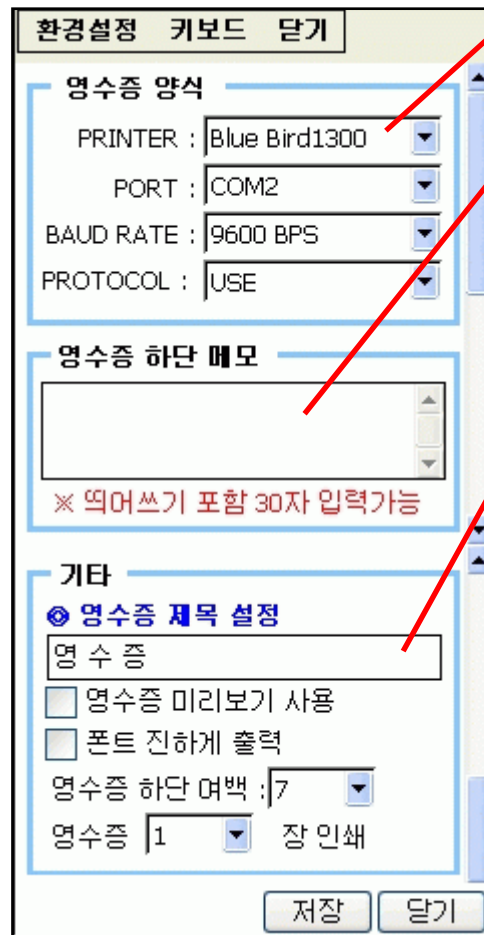 환경설정 키보드 닫기
영수증 양식
PRINTER : Blue Bird1300
PORT : COM2
BAUD RATE : 9600 BPS
PROTOCOL : USE
영수증 하단 메모
※ 띄어쓰기 포함 30자 입력가능
기타
◎ 영수증 제목 설정
영 수 증
영수증 미리보기 사용
폰트 진하게 출력
영수증 하단 여백 : 7
영수증 1 장 인쇄
저장 닫기